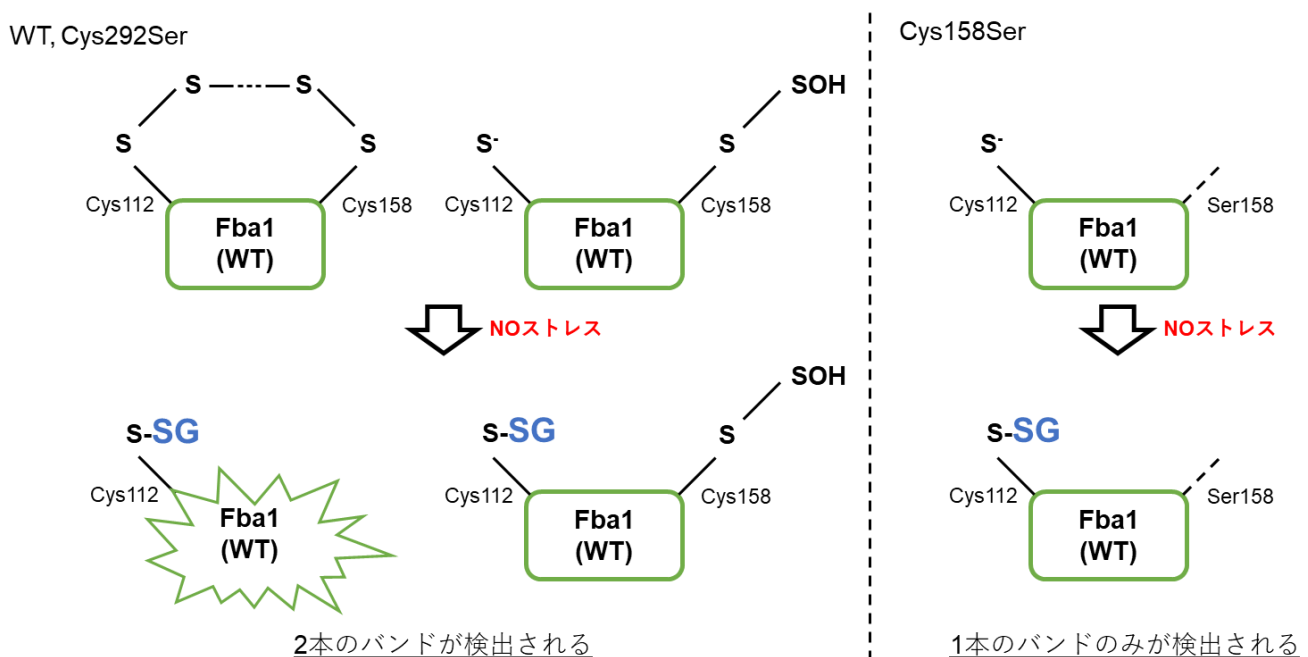 WT, Cys292Ser
Cys158Ser
S S
SOH
S S
S-
S
S-
Cys112 Cys158
Cys112 Cys158
Cys112 Ser158
Fba1
(WT)
Fba1
(WT)
Fba1
(WT)
NOストレス
NOストレス
SOH
S-SG
S-SG
S
S-SG
Cys112
Cys112 Cys158
Cys112 Ser158
Fba1
(WT)
Fba1
(WT)
Fba1
(WT)
2本のバンドが検出される
1本のバンドのみが検出される